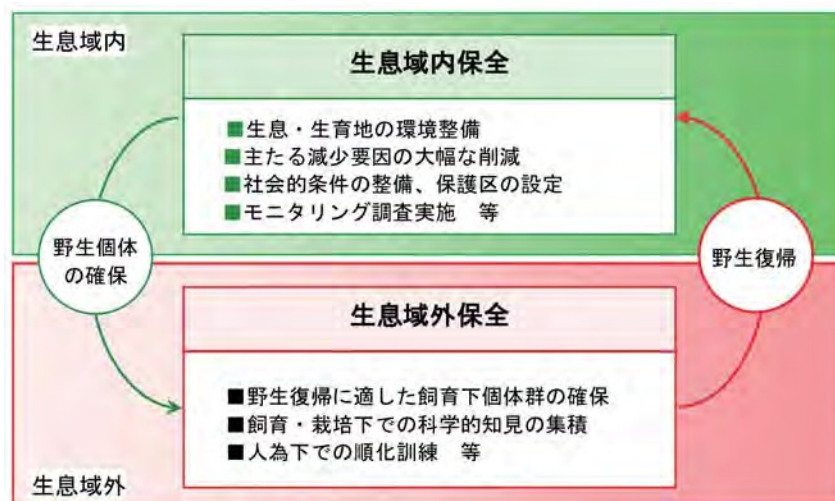 生息域内
生息域内保全
■生息・生育地の環境整備
■主たる減少要因の大幅な削減
■社会的条件の整備、保護区の設定
■モニタリング調査実施　等
野生個体
の確保
野生復帰
生息域外保全
■野生復帰に適した飼育下個体群の確保
■飼育・栽培下での科学的知見の集積
■人為下での順化訓練　等
生息域外